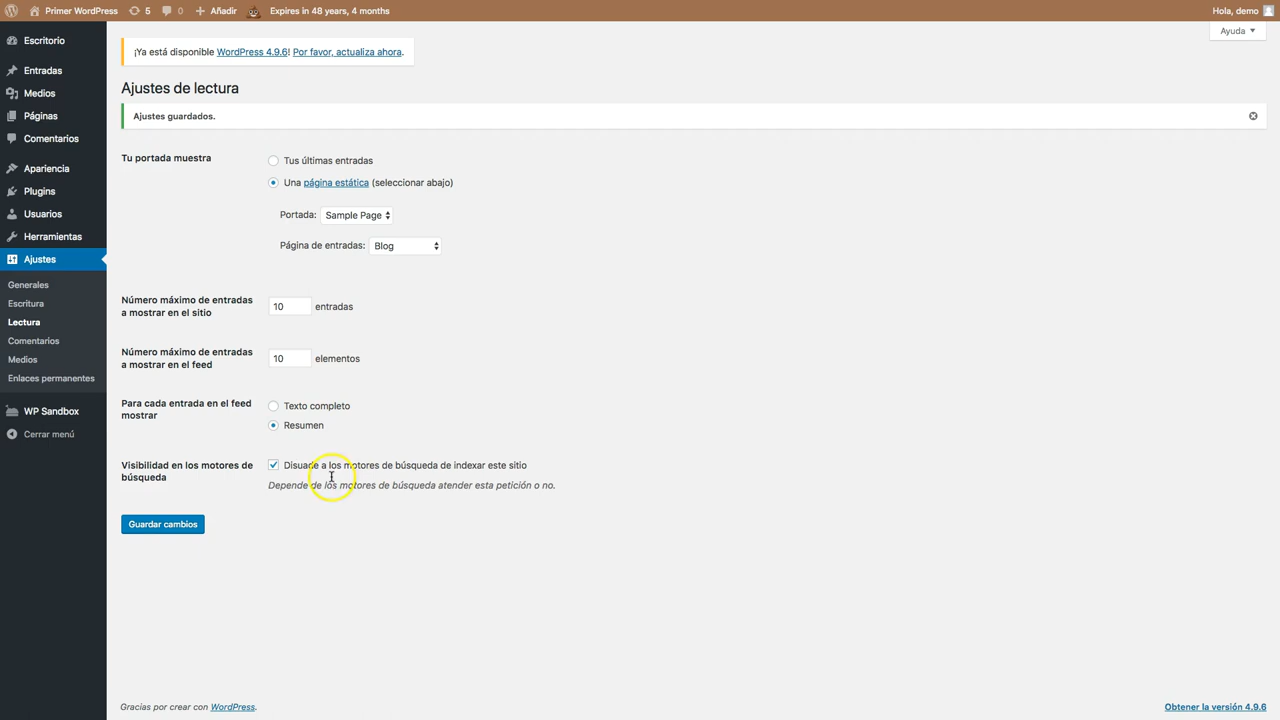 Primer WordPress 5 0 Añadir Expires in 48 years, 4 months Hola, demo
Ayuda
Escritorio
Entradas
Medios
Páginas
Comentarios
Apariencia
Plugins
Usuarios
Herramientas
Ajustes
Generales
Escritura
Lectura
Comentarios
Medios
Enlaces permanentes
WP Sandbox
Cerrar menú
¡Ya está disponible WordPress 4.9.6! Por favor, actualiza ahora.
Ajustes de lectura
Ajustes guardados.
Tu portada muestra
Tus últimas entradas
Una página estática (seleccionar abajo)
Portada: Sample Page
Página de entradas: Blog
Número máximo de entradas
a mostrar en el sitio
10 entradas
Número máximo de entradas
a mostrar en el feed
10 elementos
Para cada entrada en el feed
mostrar
Texto completo
Resumen
Visibilidad en los motores de
búsqueda
Disuade a los motores de búsqueda de indexar este sitio
Depende de los motores de búsqueda atender esta petición o no.
Guardar cambios
Gracias por crear con WordPress.
Obtener la versión 4.9.6